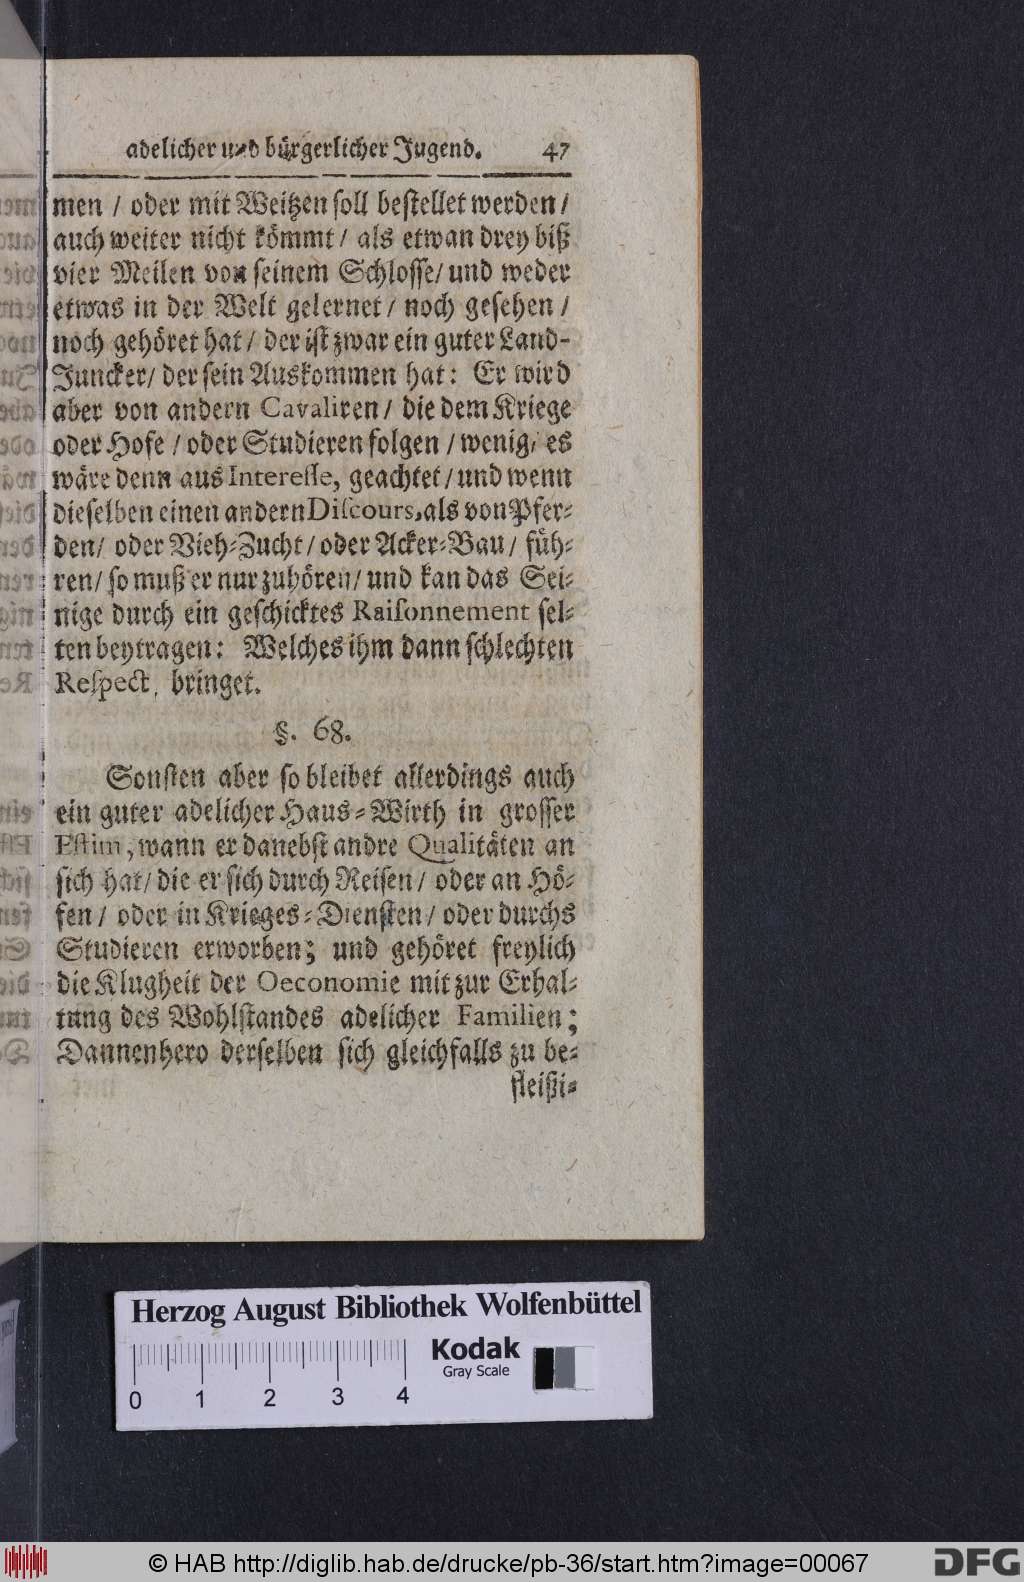 adelicher und bürgerlicher Jugend. 47
men / oder mit Weitzen soll bestellet werden /
auch weiter nicht kömmt / als etwan drey biß
vier Meilen von seinem Schlosse / und weder
etwas in der Welt gelernet / noch gesehen /
noch gehöret hat / der ist zwar ein guter Land-
Juncker / der sein Auskommen hat: Er wird
aber von andern Cavaliren / die dem Kriege
oder Hofe / oder Studieren folgen / wenig / es
wäre denn aus Interesse, geachtet / und wenn
dieselben einen andern Discours, als von Pfer-
den / oder Vieh-Zucht / oder Acker-Bau / füh-
ren / so muß er nur zuhören / und kan das Sei-
nige durch ein geschicktes Raisonnement sel-
ten beytragen: Welches ihm dann schlechten
Respect, bringet.
§. 68.
Sonsten aber so bleibet allerdings auch
ein guter adelicher Haus-Wirth in grosser
Estim, wann er danebst andre Qualitäten an
sich hat / die er sich durch Reisen / oder an Hö-
fen / oder in Krieges-Diensten / oder durchs
Studieren erworben; und gehöret freylich
die Klugheit der Oeconomie mit zur Erhal-
tung des Wohlstandes adelicher Familien;
Dannenhero derselben sich gleichfalls zu be-
fleißi-
Herzog August Bibliothek Wolfenbüttel
Kodak
Gray Scale
0 1 2 3 4
© HAB http://diglib.hab.de/drucke/pb-36/start.htm?image=00067
DFG